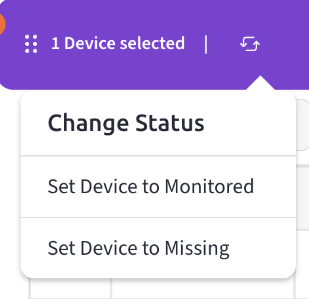 1 Device selected |
Change Status
Set Device to Monitored
Set Device to Missing